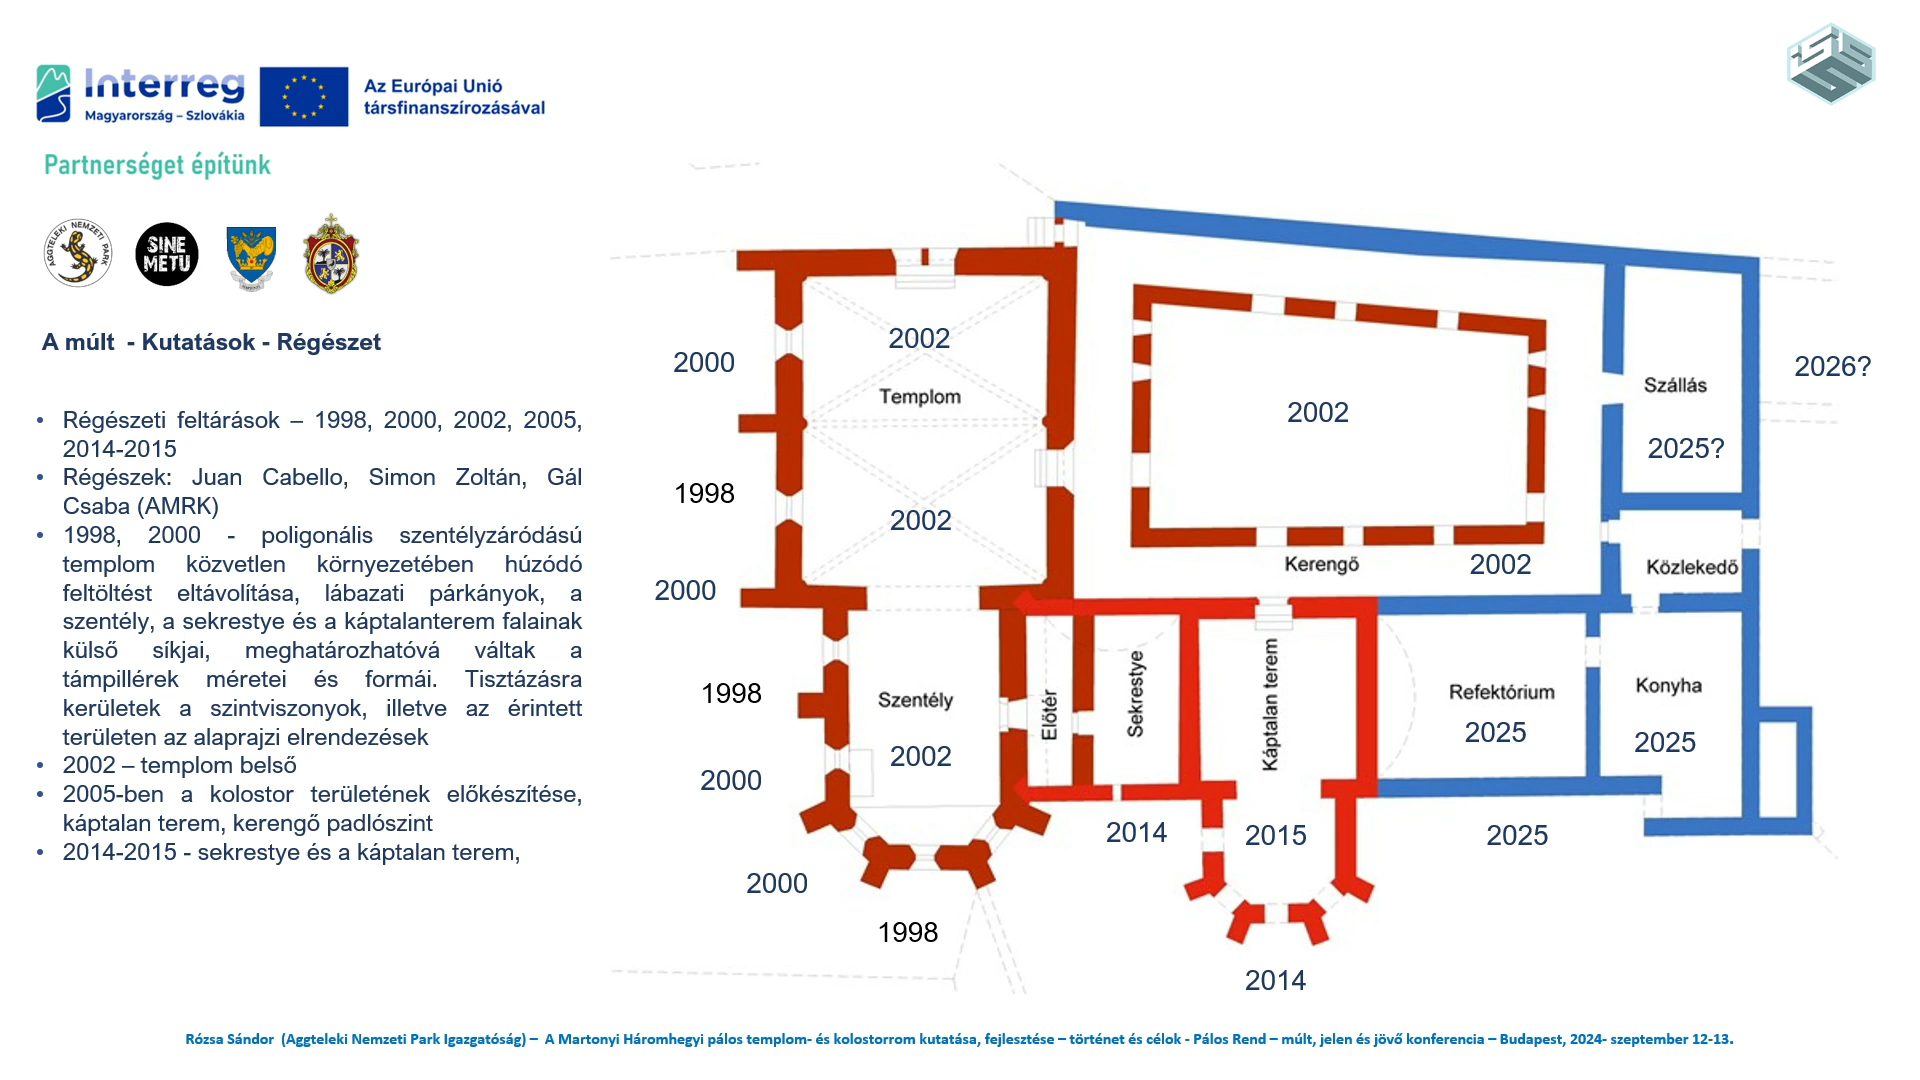 Interreg
Magyarország – Szlovákia
Az Európai Unió
társfinanszírozásával
Partnerséget építünk
AGGTELEKI NEMZETI PARK
SINE
METU
A múlt - Kutatások - Régészet
• Régészeti feltárások – 1998, 2000, 2002, 2005,
2014-2015
• Régészek: Juan Cabello, Simon Zoltán, Gál
Csaba (AMRK)
• 1998, 2000 - poligonális szentélyzáródású
templom közvetlen környezetében húzódó
feltöltést eltávolítása, lábazati párkányok, a
szentély, a sekrestye és a káptalanterem falainak
külső síkjai, meghatározhatóvá váltak a
támpillérek méretei és formái. Tisztázásra
kerületek a szintviszonyok, illetve az érintett
területen az alaprajzi elrendezések
• 2002 – templom belső
• 2005-ben a kolostor területének előkészítése,
káptalan terem, kerengő padlószint
• 2014-2015 - sekrestye és a káptalan terem,
2000
2002
Templom
2002
1998
2000
2002
Kerengő
2002
Szállás
2025?
2026?
Közlekedő
1998
Szentély
2002
Előtér
Sekrestye
Káptalan terem
Refektórium
2025
Konyha
2025
2000
2014
2015
2025
2000
1998
2014
Rózsa Sándor (Aggteleki Nemzeti Park Igazgatóság) – A Martonyi Háromhegyi pálos templom- és kolostorrom kutatása, fejlesztése – történet és célok - Pálos Rend – múlt, jelen és jövő konferencia – Budapest, 2024- szeptember 12-13.